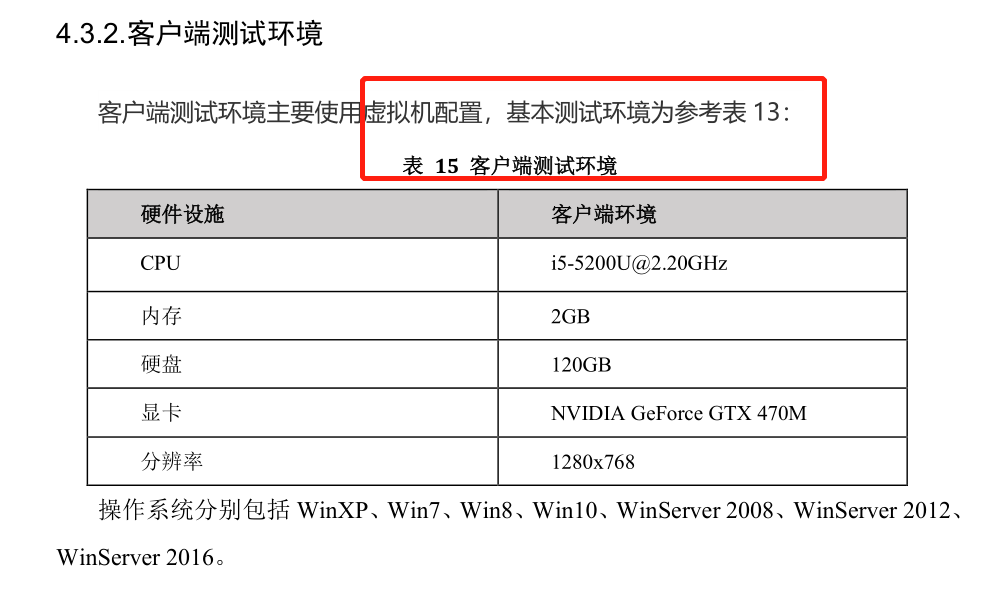 4.3.2.客户端测试环境
客户端测试环境主要使用虚拟机配置，基本测试环境为参考表 13：
表 15 客户端测试环境
硬件设施 客户端环境
CPU i5-5200U@2.20GHz
内存 2GB
硬盘 120GB
显卡 NVIDIA GeForce GTX 470M
分辨率 1280x768
操作系统分别包括 WinXP、Win7、Win8、Win10、WinServer 2008、WinServer 2012、
WinServer 2016。